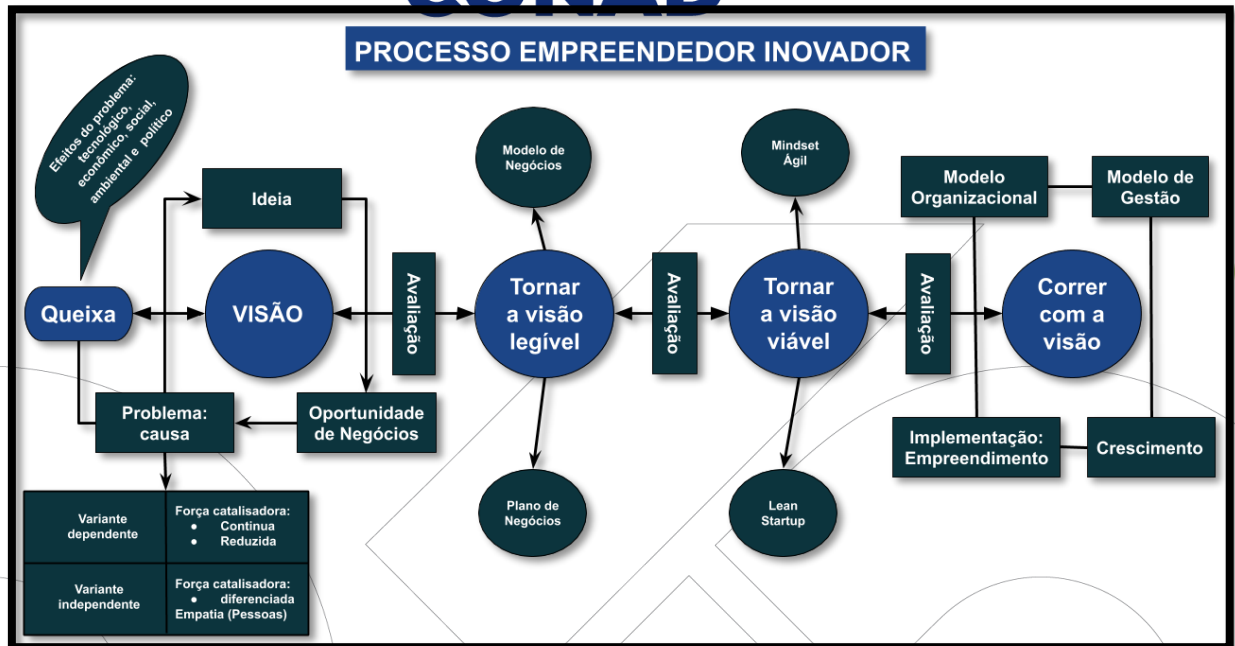 CONAD
PROCESSO EMPREENDEDOR INOVADOR
Efeitos do problema:
tecnológico,
econômico, social,
ambiental e político
Queixa
Ideia
VISÃO
Problema:
causa
Oportunidade
de Negócios
Variante
dependente
Força catalisadora:
● Continua
● Reduzida
Variante
independente
Força catalisadora:
● diferenciada
Empatia (Pessoas)
Avaliação
Modelo de
Negócios
Tornar
a visão
legível
Plano de
Negócios
Avaliação
Mindset
Ágil
Tornar
a visão
viável
Lean
Startup
Avaliação
Modelo
Organizacional
Modelo de
Gestão
Correr
com a
visão
Implementação:
Empreendimento
Crescimento